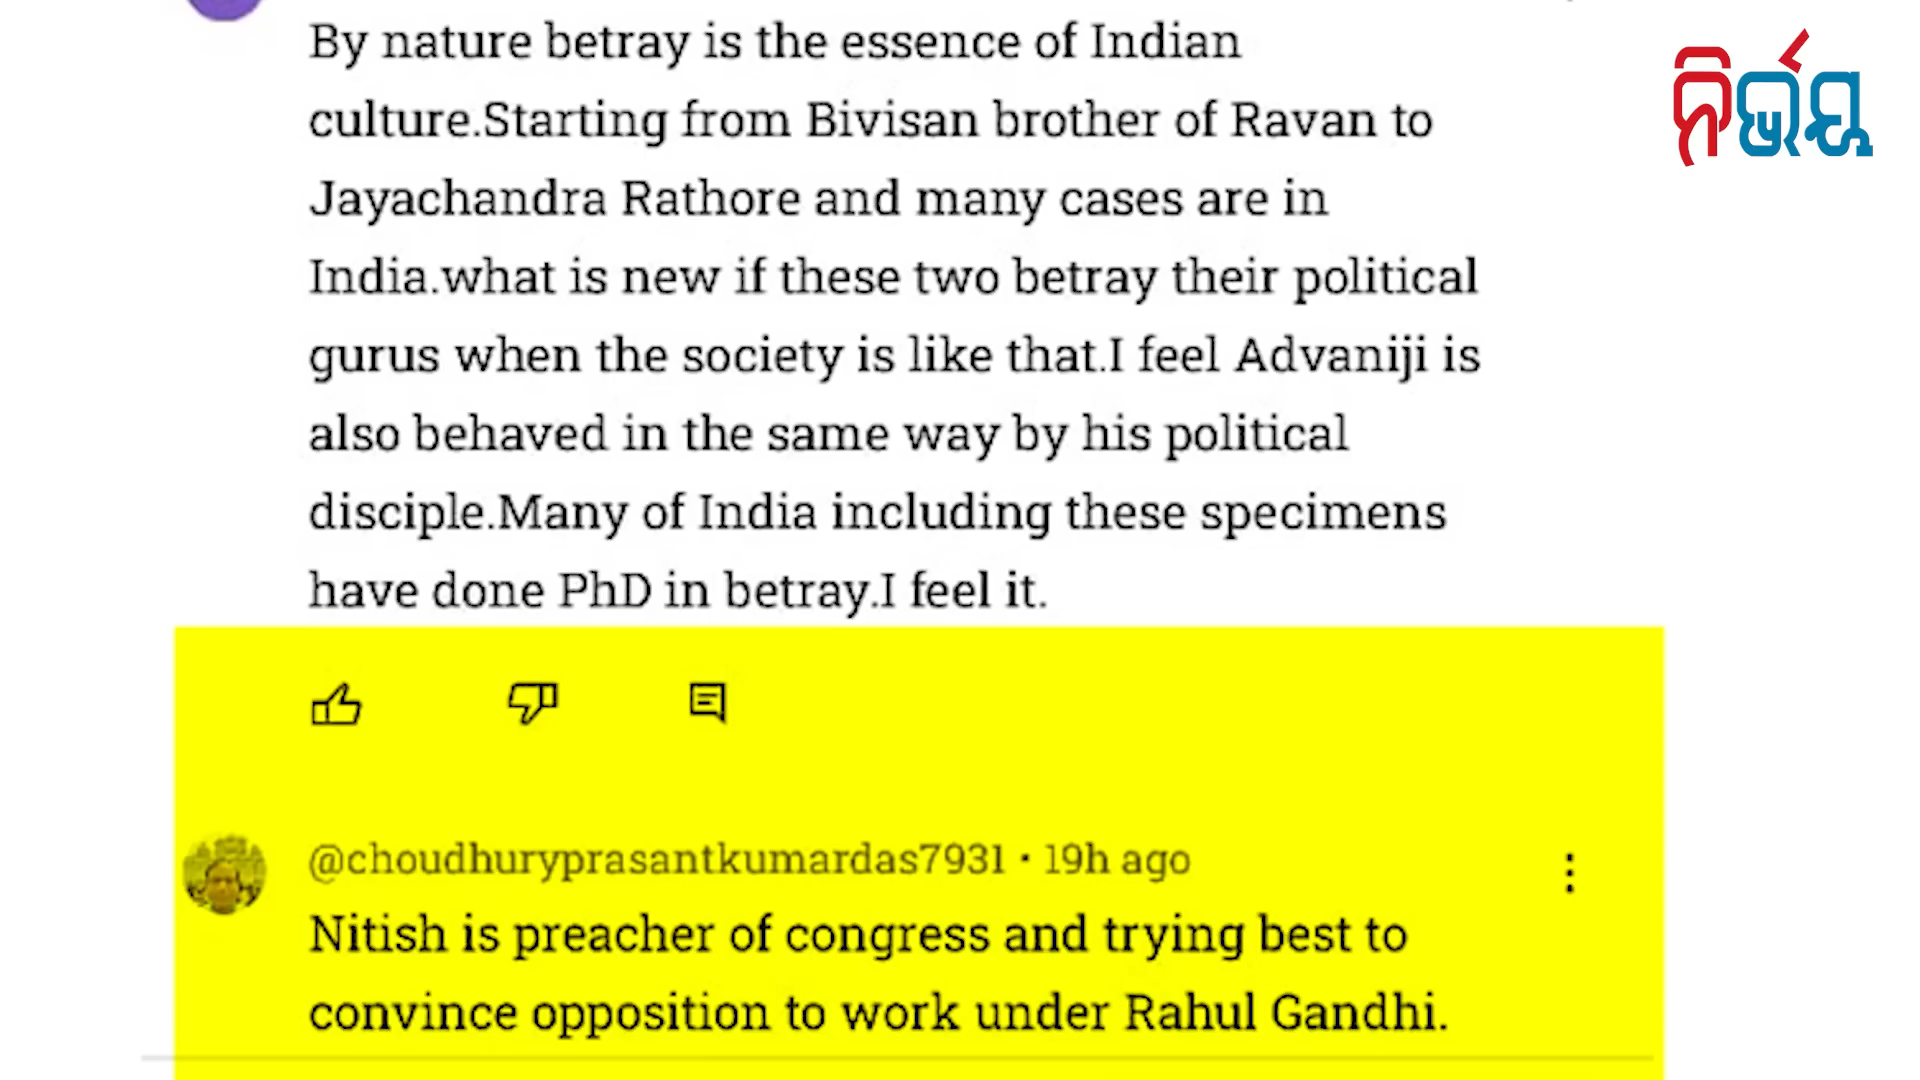 By nature betray is the essence of Indian
culture.Starting from Bivisan brother of Ravan to
Jayachandra Rathore and many cases are in
India.what is new if these two betray their political
gurus when the society is like that.I feel Advaniji is
also behaved in the same way by his political
disciple.Many of India including these specimens
have done PhD in betray.I feel it.
@choudhuryprasantkumardas7931 · 19h ago
Nitish is preacher of congress and trying best to
convince opposition to work under Rahul Gandhi.
ନିର୍ଭୟ